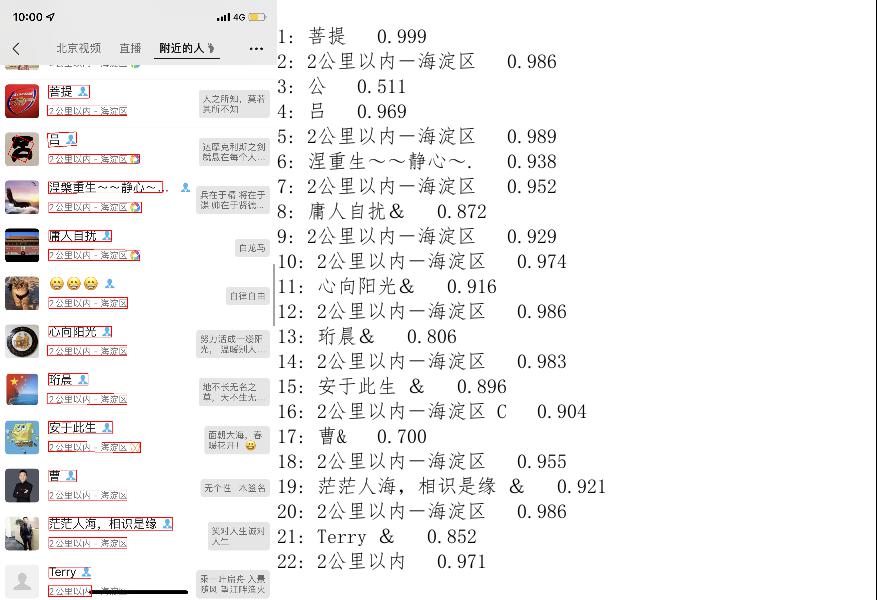 10:00
4G
北京视频 直播 附近的人
菩提
2公里以内 - 海淀区
人之所知，莫若
其所不知
吕
2公里以内 - 海淀区
达摩克利斯之剑
就悬在每个人...
涅槃重生～～静心～...
2公里以内 - 海淀区
兵在于精 将在于
谋 帅在于贤德...
庸人自扰
2公里以内 - 海淀区
白龙马
2公里以内 - 海淀区
自律自由
心向阳光
2公里以内 - 海淀区
努力活成一缕阳
光， 温暖别人...
珩晨
2公里以内 - 海淀区
地不长无名之
草，天不生无...
安于此生
2公里以内 - 海淀区
面朝大海，春
暖花开！
曹
2公里以内 - 海淀区
无个性 不签名
茫茫人海，相识是缘
2公里以内 - 海淀区
笑对人生诚对
人生
Terry
2公里以内 - 海淀区
乘一叶扁舟 入景
随风 望江畔渔火
1: 菩提 0.999
2: 2公里以内－海淀区 0.986
3: 公 0.511
4: 吕 0.969
5: 2公里以内－海淀区 0.989
6: 涅重生～～静心～. 0.938
7: 2公里以内－海淀区 0.952
8: 庸人自扰& 0.872
9: 2公里以内－海淀区 0.929
10: 2公里以内－海淀区 0.974
11: 心向阳光& 0.916
12: 2公里以内－海淀区 0.986
13: 珩晨& 0.806
14: 2公里以内－海淀区 0.983
15: 安于此生 & 0.896
16: 2公里以内－海淀区 C 0.904
17: 曹& 0.700
18: 2公里以内－海淀区 0.955
19: 茫茫人海，相识是缘 & 0.921
20: 2公里以内－海淀区 0.986
21: Terry & 0.852
22: 2公里以内 0.971